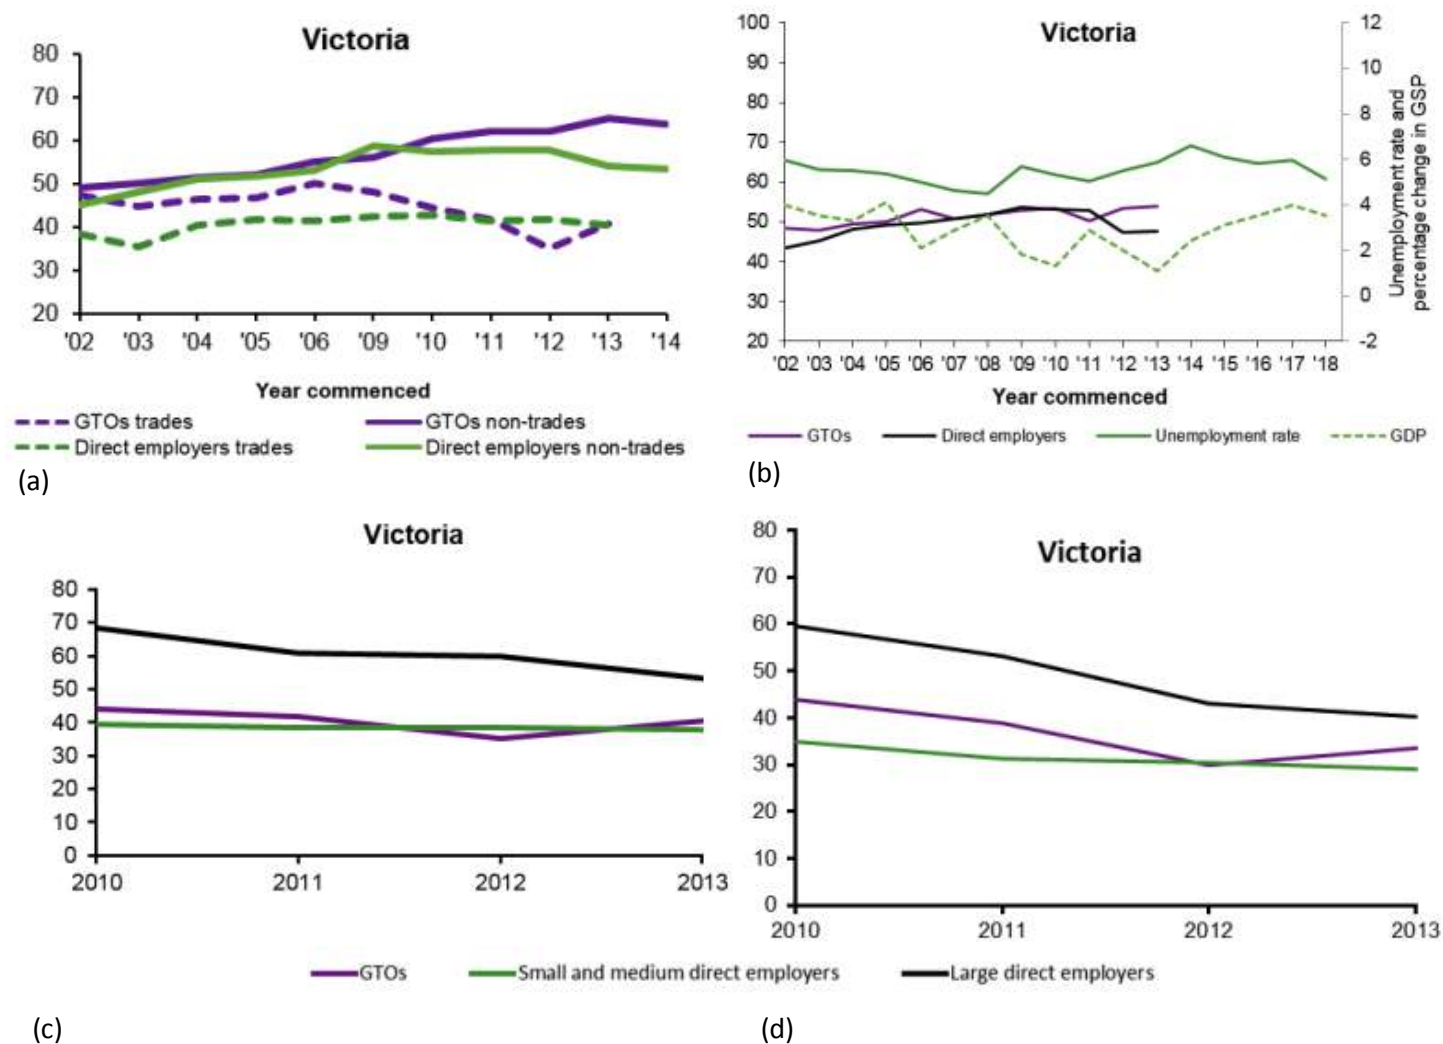 Victoria
80
70
60
50
40
30
20
'02 '03 '04 '05 '06 '09 '10 '11 '12 '13 '14
Year commenced
GTOs trades GTOs non-trades
Direct employers trades Direct employers non-trades
(a)
Victoria
100
90
80
70
60
50
40
30
20
12
10
8
6
4
2
0
-2
Unemployment rate and
percentage change in GSP
'02 '03 '04 '05 '06 '07 '08 '09 '10 '11 '12 '13 '14 '15 '16 '17 '18
Year commenced
GTOs Direct employers Unemployment rate GDP
(b)
Victoria
80
70
60
50
40
30
20
10
0
2010 2011 2012 2013
Victoria
80
70
60
50
40
30
20
10
0
2010 2011 2012 2013
GTOs Small and medium direct employers Large direct employers
(c) (d)